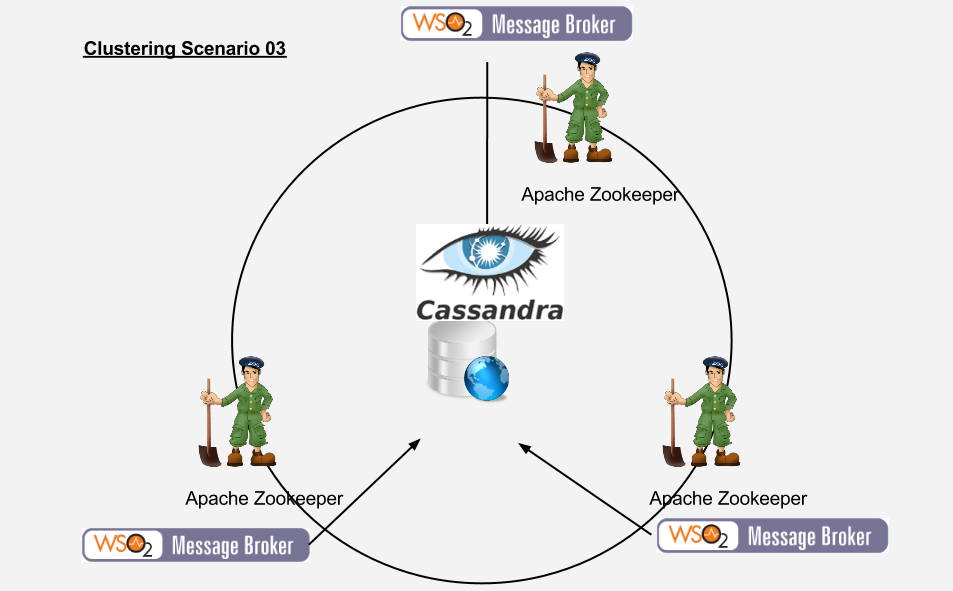 WSO2 Message Broker
Clustering Scenario 03
Apache Zookeeper
Cassandra
Apache Zookeeper
Apache Zookeeper
WSO2 Message Broker
WSO2 Message Broker